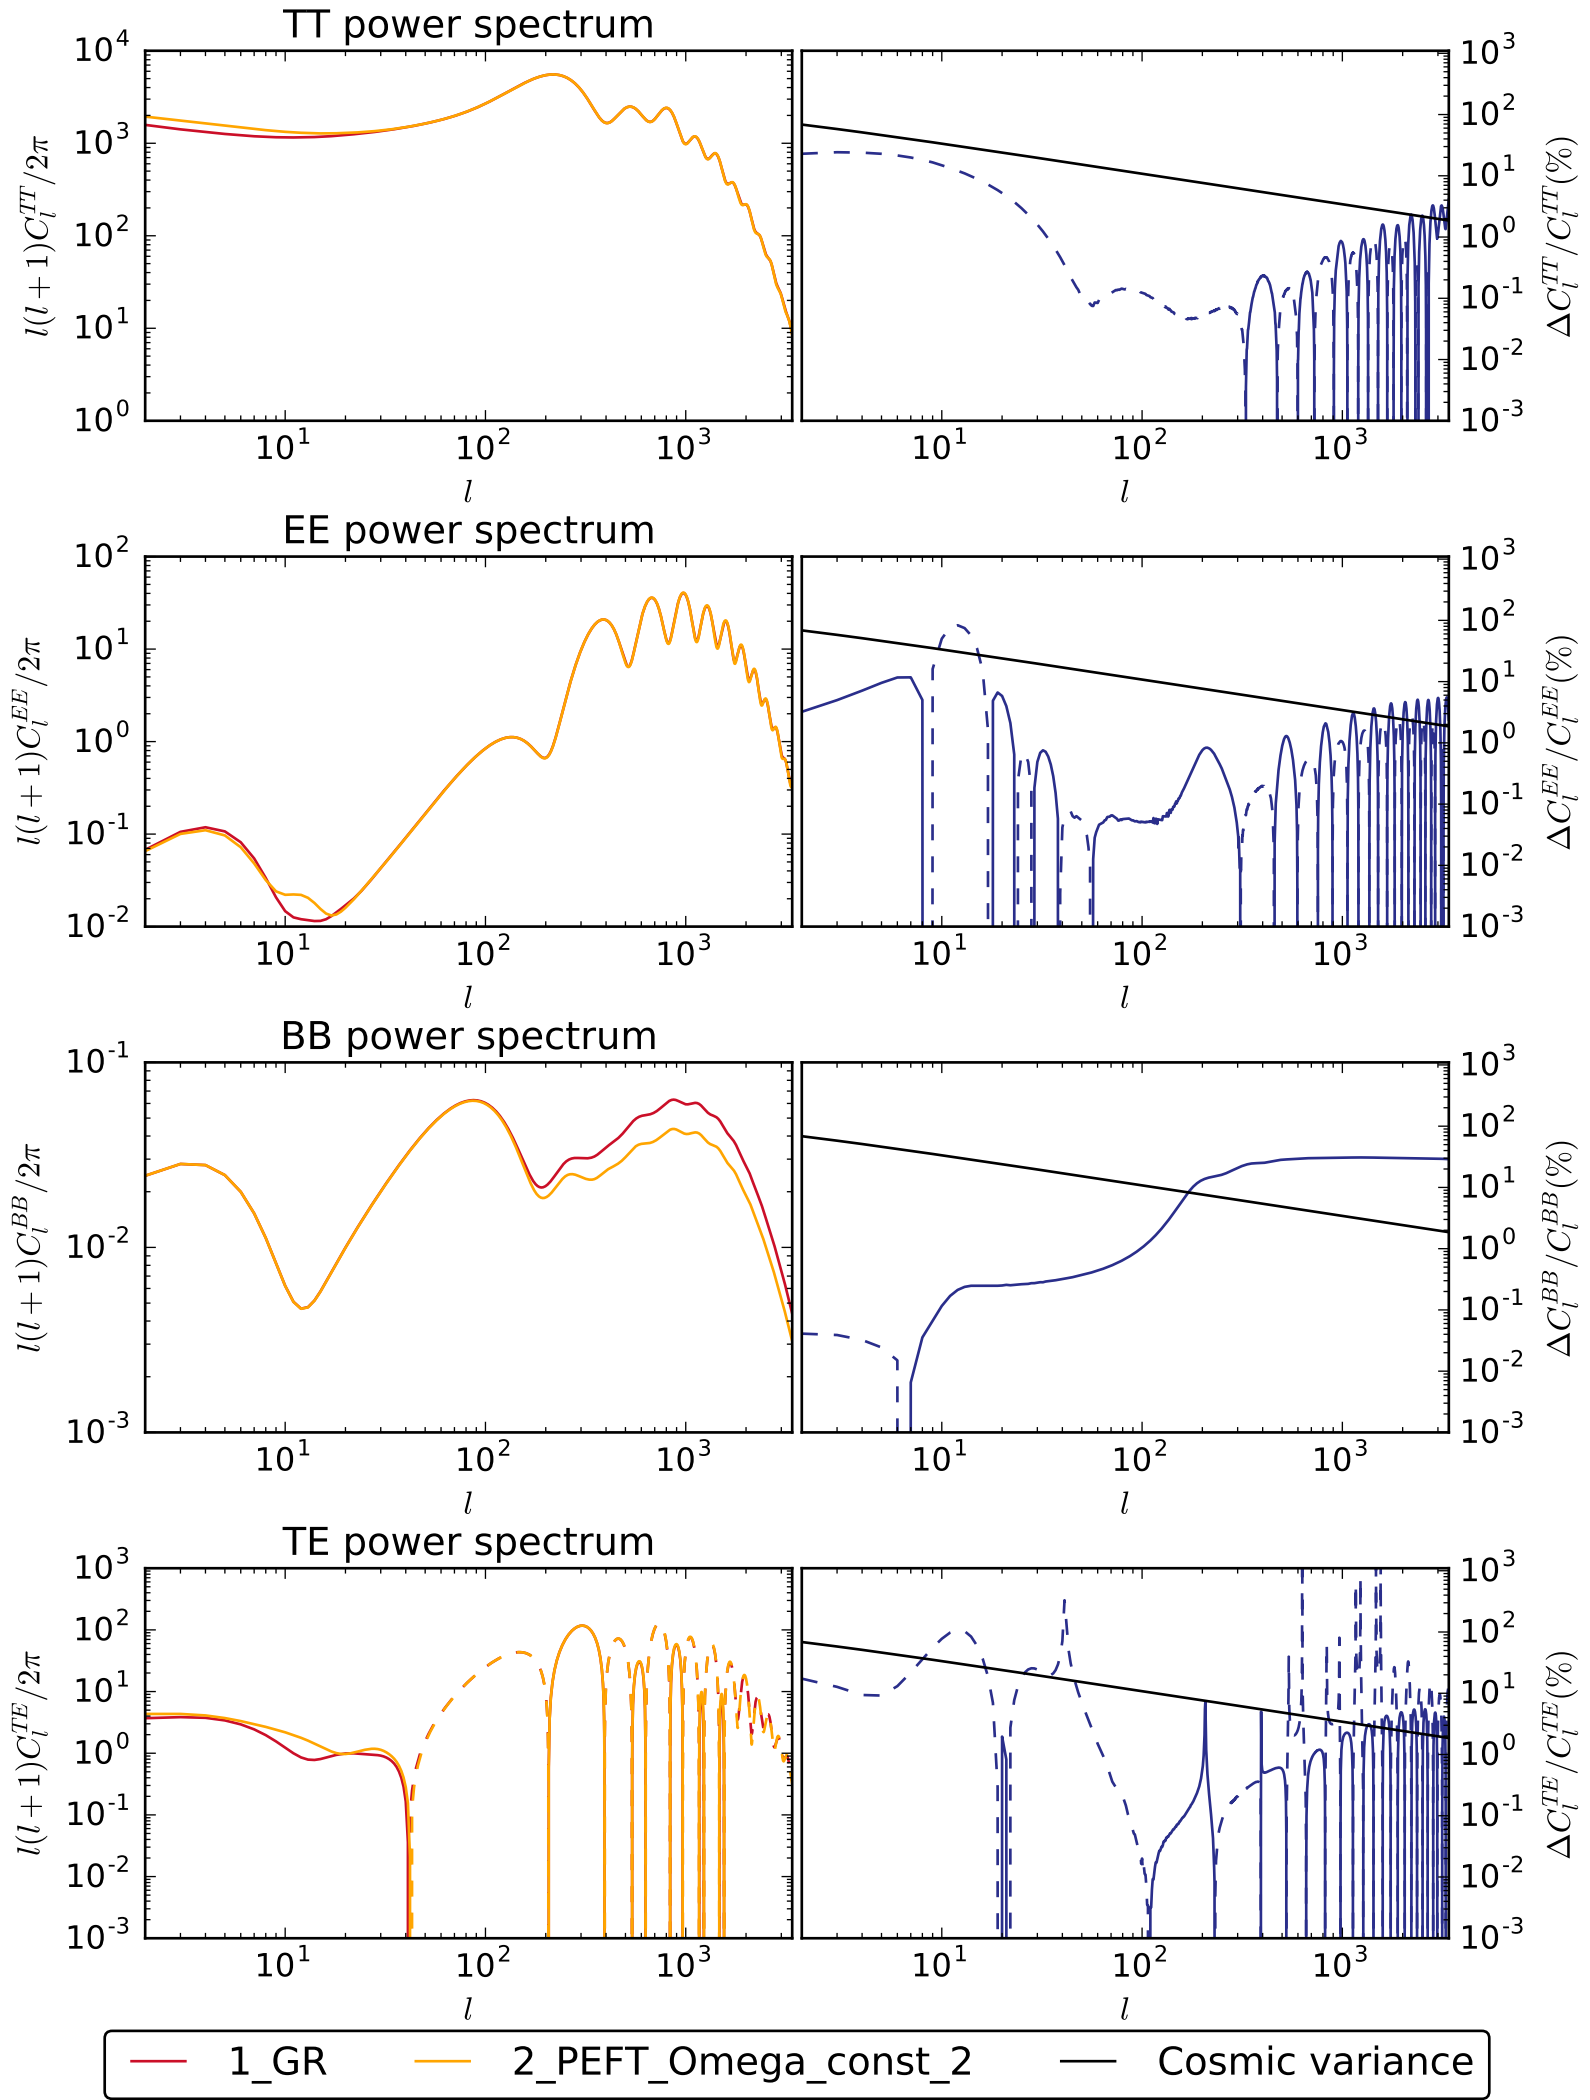 TT power spectrum
10^4
10^3
10^2
10^1
10^0
l(l+1)C_l^{TT}/2π
10^1 10^2 10^3
l
10^3
10^2
10^1
10^0
10^-1
10^-2
10^-3
ΔC_l^{TT}/C_l^{TT}(%)
10^1 10^2 10^3
l
EE power spectrum
10^2
10^1
10^0
10^-1
10^-2
l(l+1)C_l^{EE}/2π
10^1 10^2 10^3
l
10^3
10^2
10^1
10^0
10^-1
10^-2
10^-3
ΔC_l^{EE}/C_l^{EE}(%)
10^1 10^2 10^3
l
BB power spectrum
10^-1
10^-2
10^-3
l(l+1)C_l^{BB}/2π
10^1 10^2 10^3
l
10^3
10^2
10^1
10^0
10^-1
10^-2
10^-3
ΔC_l^{BB}/C_l^{BB}(%)
10^1 10^2 10^3
l
TE power spectrum
10^3
10^2
10^1
10^0
10^-1
10^-2
10^-3
l(l+1)C_l^{TE}/2π
10^1 10^2 10^3
l
10^3
10^2
10^1
10^0
10^-1
10^-2
10^-3
ΔC_l^{TE}/C_l^{TE}(%)
10^1 10^2 10^3
l
1_GR 2_PEFT_Omega_const_2 Cosmic variance